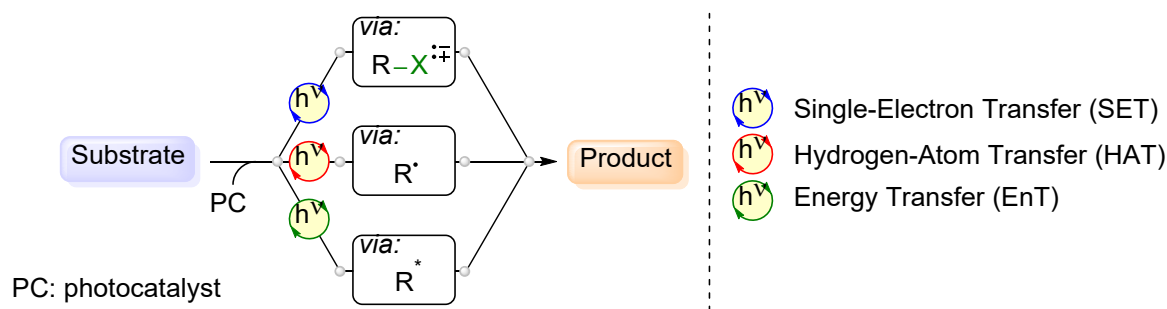 via:
R–X•−•+
hν
Single-Electron Transfer (SET)
hν
Substrate
hν
via:
R•
Product
hν
Hydrogen-Atom Transfer (HAT)
PC
hν
hν
Energy Transfer (EnT)
via:
R*
PC: photocatalyst